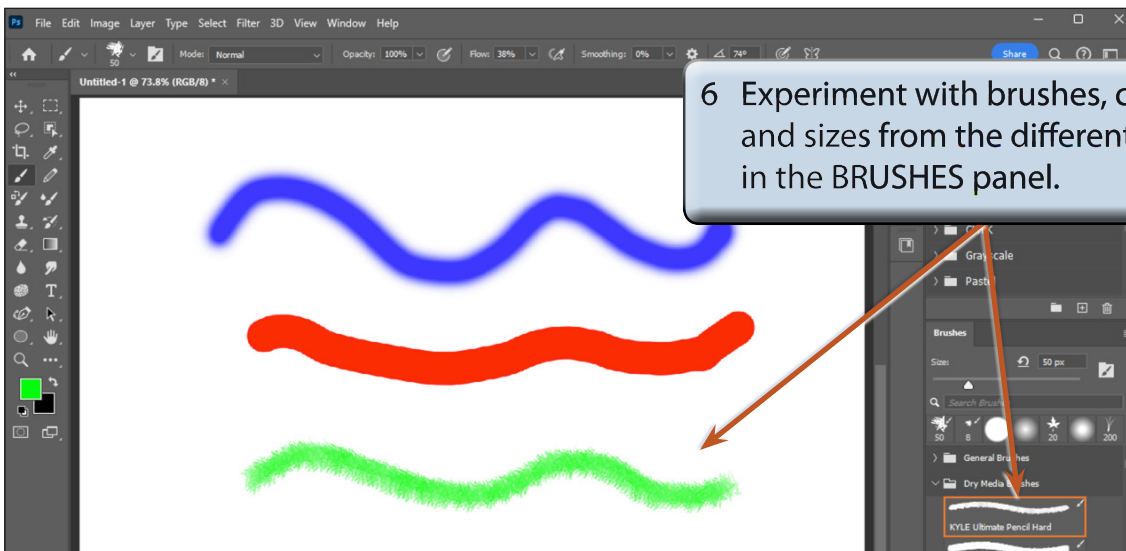 Ps File Edit Image Layer Type Select Filter 3D View Window Help
50 Mode: Normal Opacity: 100% Flow: 38% Smoothing: 0% 74° Share
Untitled-1 @ 73.8% (RGB/8) * ×
6 Experiment with brushes,
and sizes from the different
in the BRUSHES panel.
Grayscale
Pastel
Brushes
Size: 50 px
Search Brushes
50 8 20 200
General Brushes
Dry Media Brushes
KYLE Ultimate Pencil Hard